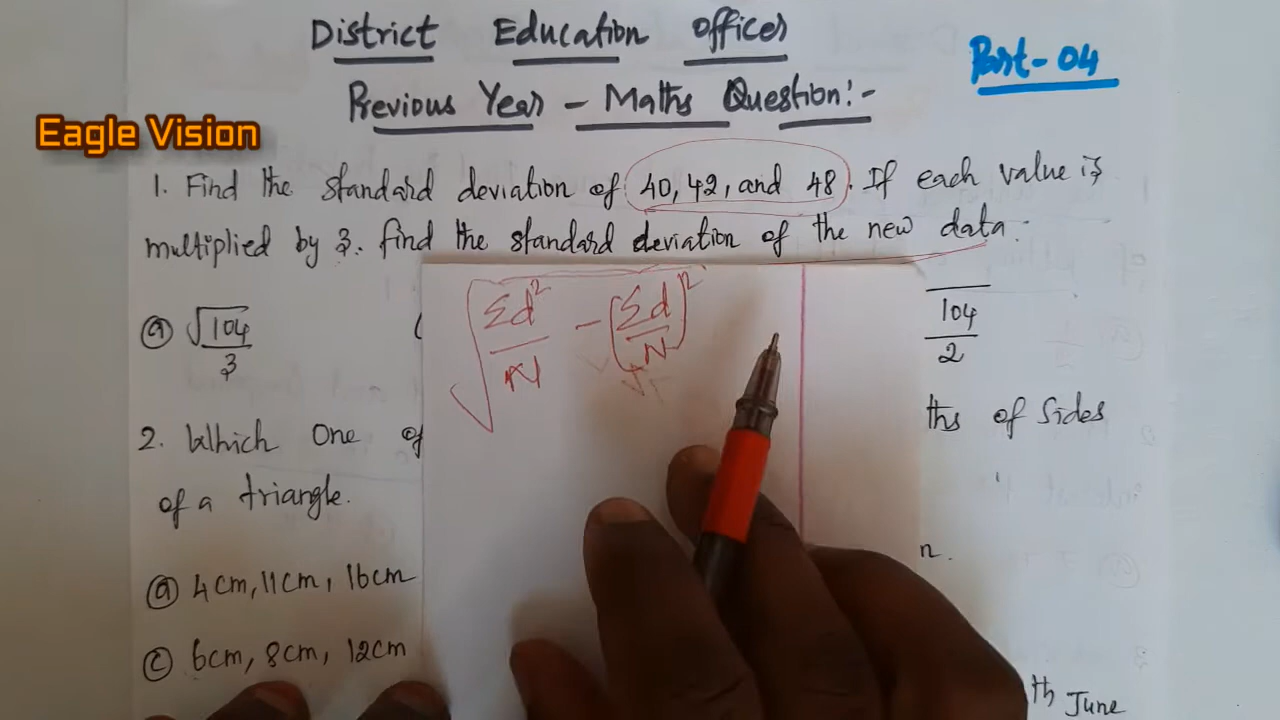 District Education Officer
Part-04
Previous Year - Maths Question:-
Eagle Vision
1. Find the standard deviation of 40, 42, and 48. If each value is
multiplied by 3. find the standard deviation of the new data.
Σd²/N - (Σd/N)²
ⓐ √104/3
104/2
2. Which One of
ths of Sides
of a triangle.
n.
ⓐ 4cm, 11cm, 16cm
ⓒ 6cm, 8cm, 12cm
th June